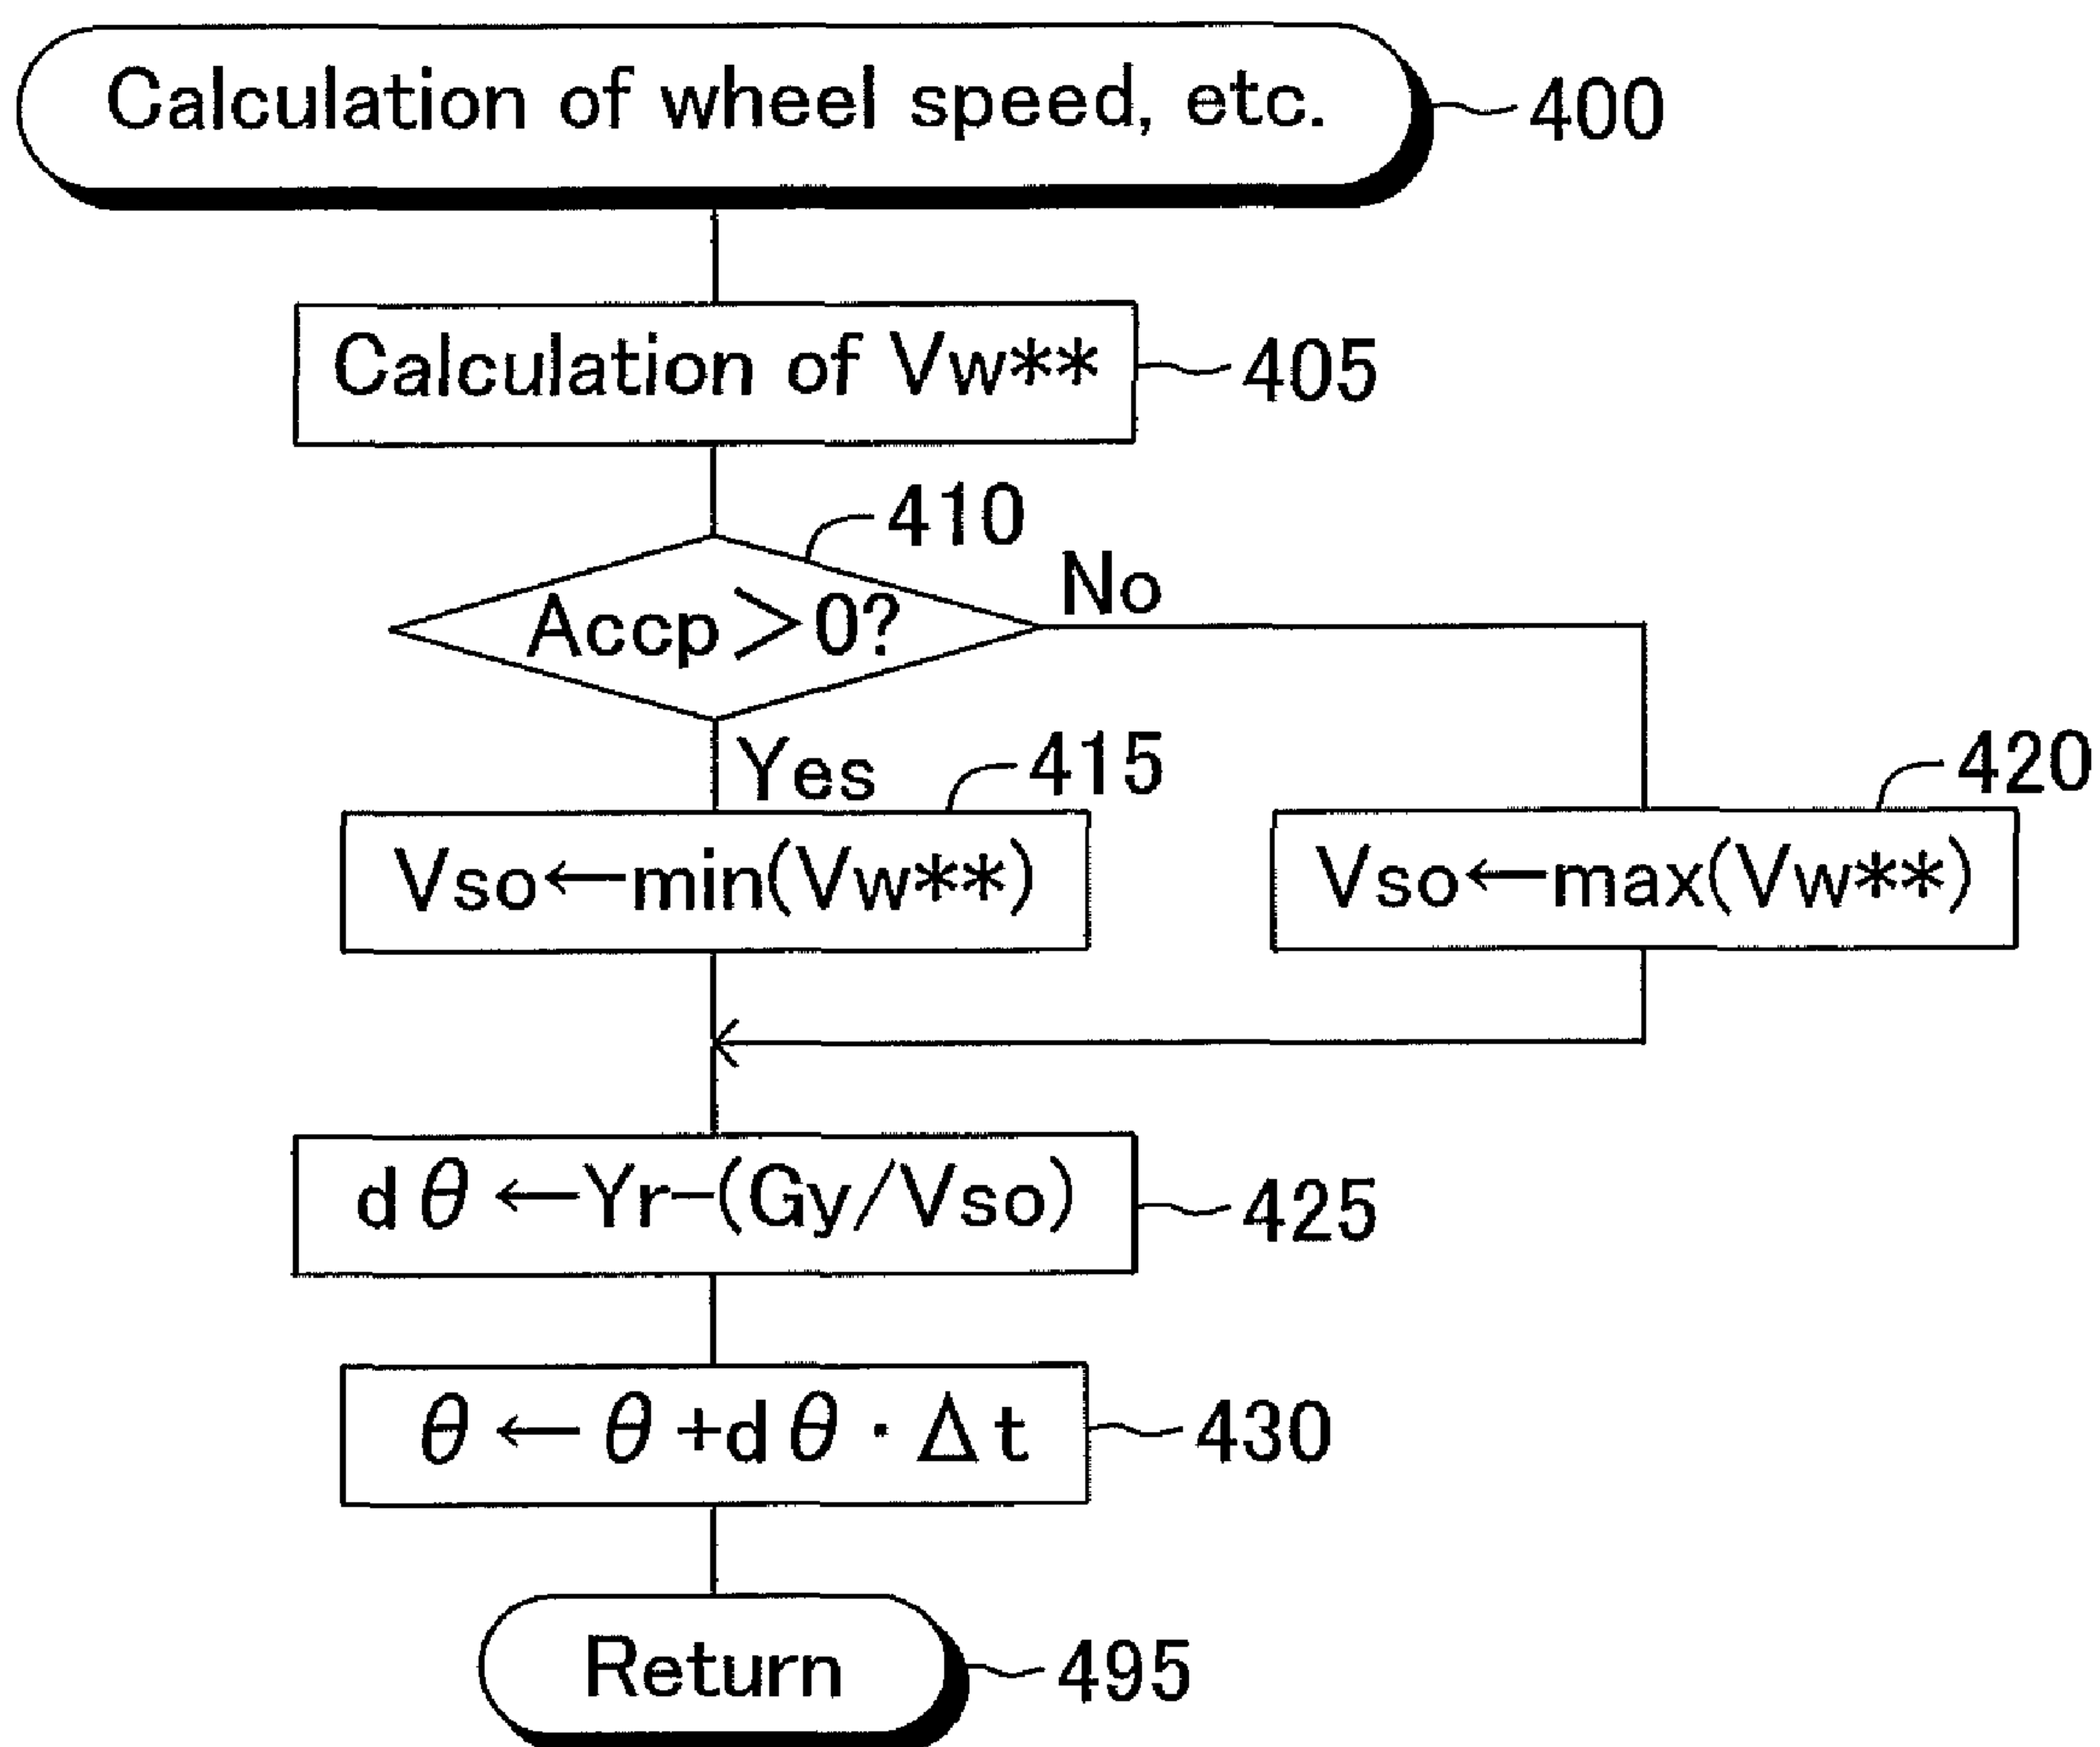 Calculation of wheel speed, etc.
400
Calculation of Vw**
405
410
Accp>0?
No
Yes
415
420
Vso←min(Vw**)
Vso←max(Vw**)
dθ←Yr-(Gy/Vso)
425
θ←θ+dθ·Δt
430
Return
495